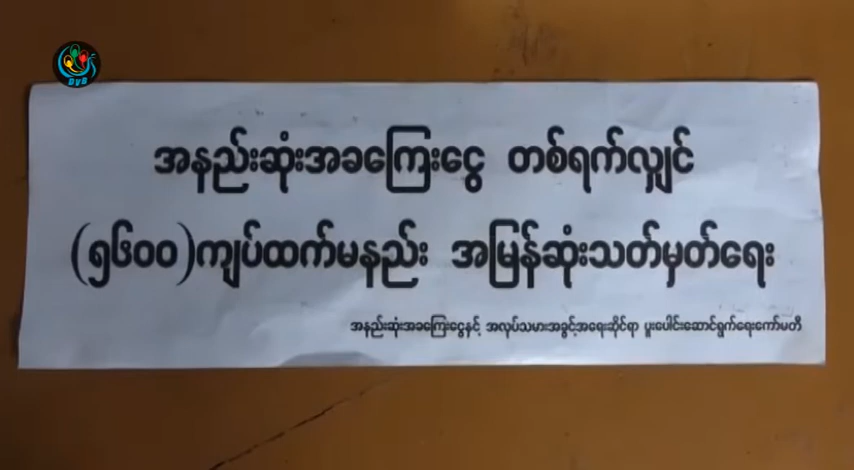 DVB
အနည်းဆုံးအခကြေးငွေ တစ်ရက်လျှင်
(၅၆၀၀)ကျပ်ထက်မနည်း အမြန်ဆုံးသတ်မှတ်ရေး
အနည်းဆုံးအခကြေးငွေနှင့် အလုပ်သမားအခွင့်အရေးဆိုင်ရာ ပူးပေါင်းဆောင်ရွက်ရေးကော်မတီ